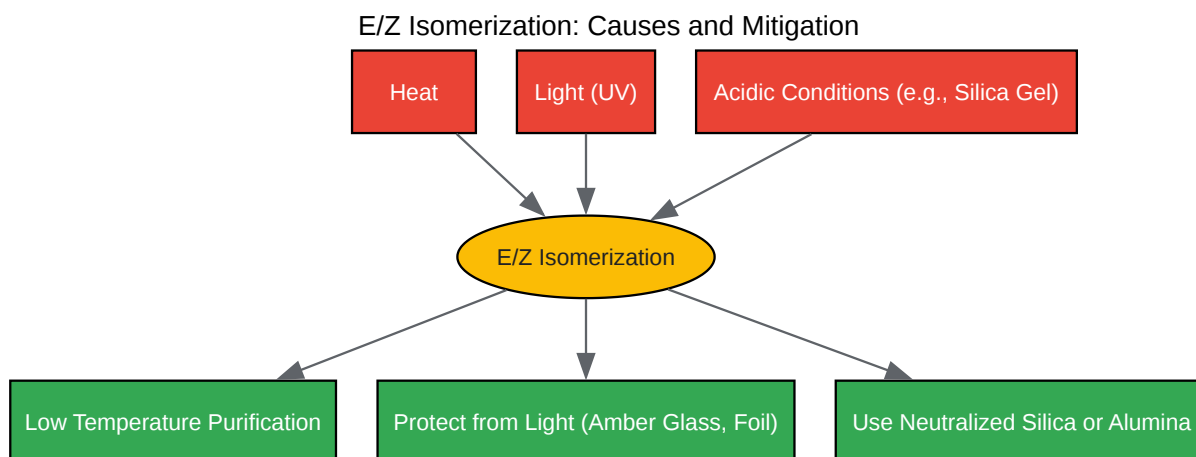 E/Z Isomerization: Causes and Mitigation
Heat
Light (UV)
Acidic Conditions (e.g., Silica Gel)
E/Z Isomerization
Low Temperature Purification
Protect from Light (Amber Glass, Foil)
Use Neutralized Silica or Alumina